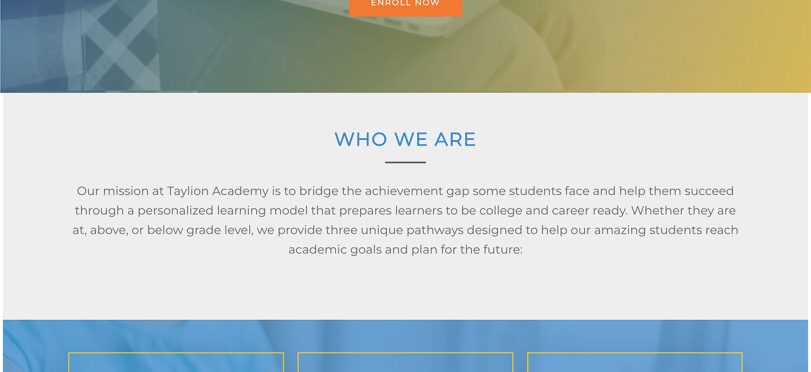 ENROLL NOW
WHO WE ARE
Our mission at Taylion Academy is to bridge the achievement gap some students face and help them succeed
through a personalized learning model that prepares learners to be college and career ready. Whether they are
at, above, or below grade level, we provide three unique pathways designed to help our amazing students reach
academic goals and plan for the future: